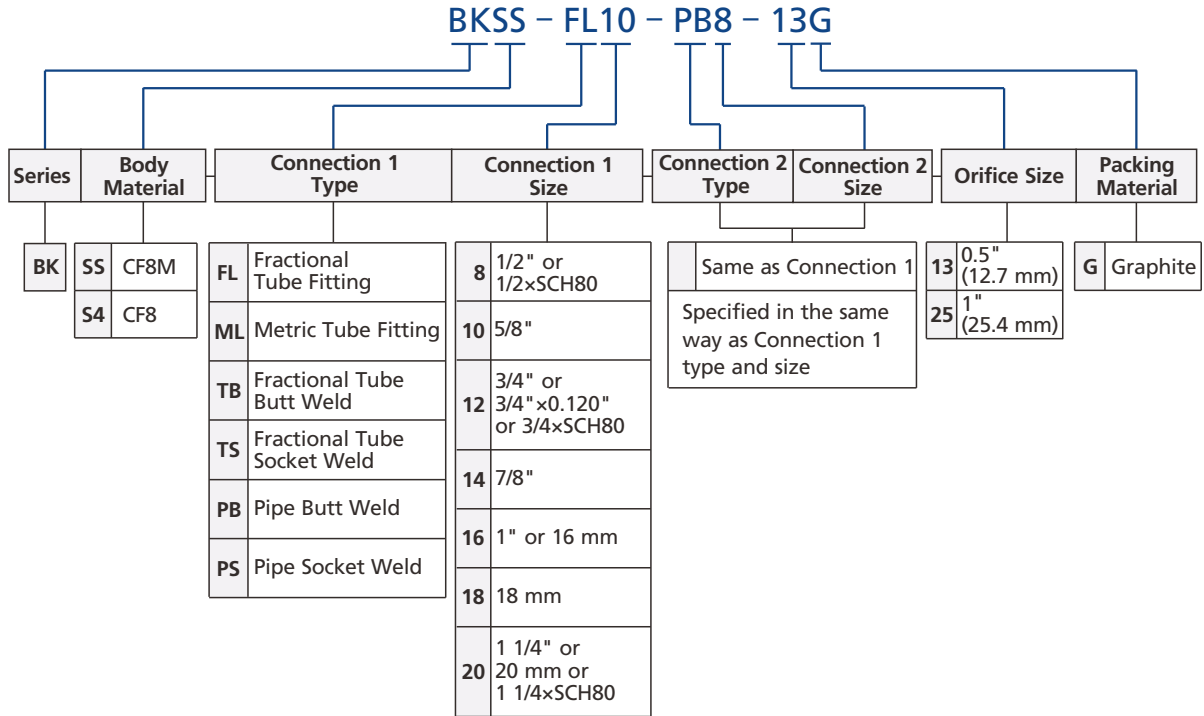 BKSS – FL10 – PB8 – 13G
Series
Body
Material
Connection 1
Type
Connection 1
Size
Connection 2
Type
Connection 2
Size
Orifice Size
Packing
Material
BK
SS CF8M
S4 CF8
FL Fractional
Tube Fitting
ML Metric Tube Fitting
TB Fractional Tube
Butt Weld
TS Fractional Tube
Socket Weld
PB Pipe Butt Weld
PS Pipe Socket Weld
8 1/2" or
1/2×SCH80
10 5/8"
12 3/4" or
3/4"×0.120"
or 3/4×SCH80
14 7/8"
16 1" or 16 mm
18 18 mm
20 1 1/4" or
20 mm or
1 1/4×SCH80
Same as Connection 1
Specified in the same
way as Connection 1
type and size
13 0.5"
(12.7 mm)
25 1"
(25.4 mm)
G Graphite